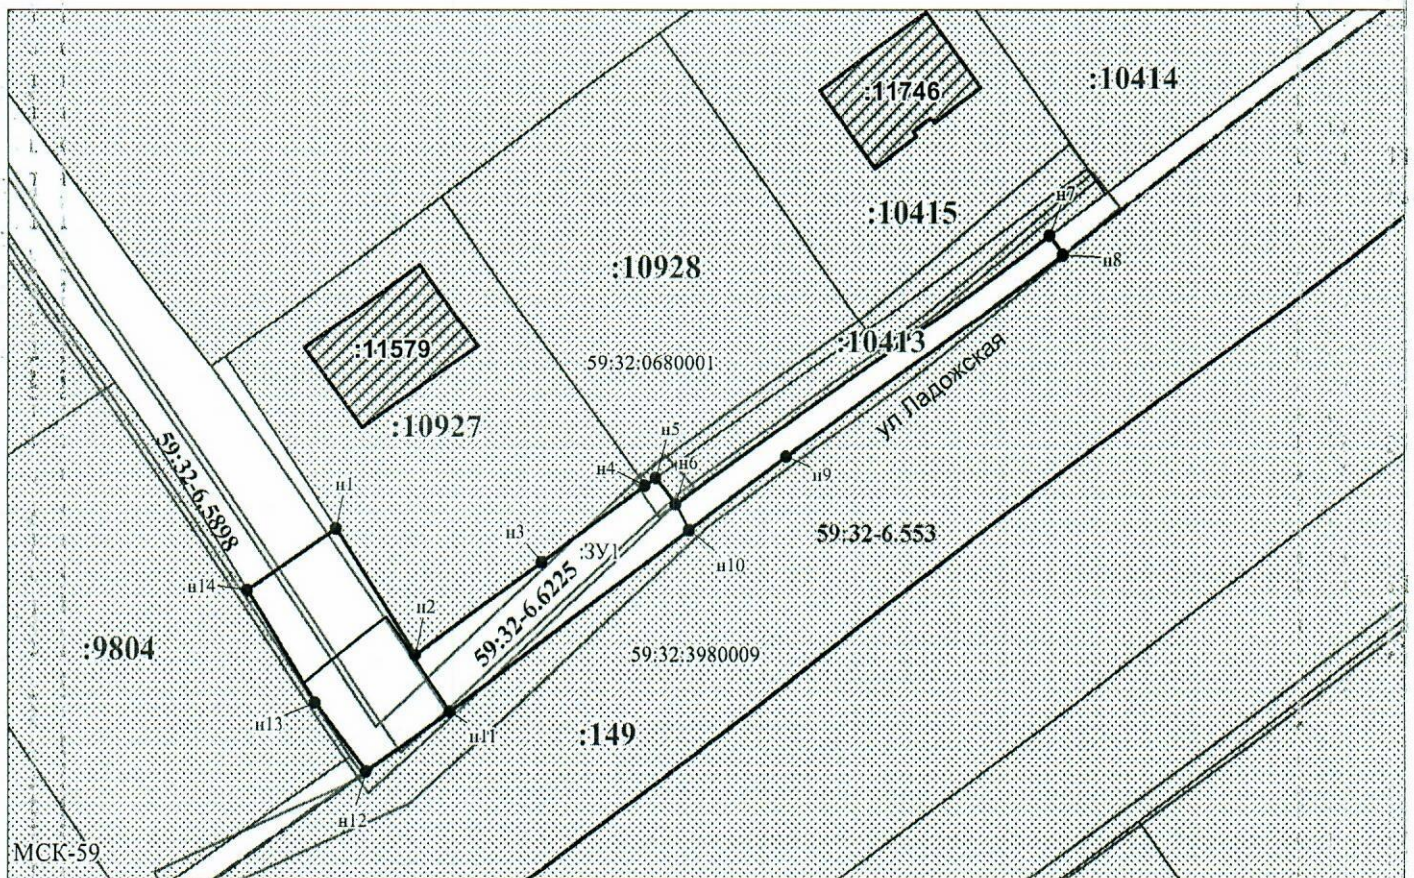 :10414
:11746
н7
:10415
н8
:10928
:10413
:11579
59:32:0680001
ул Ладожская
:10927
н5
н4
н6
59:32-6.5898
н1
н9
59:32-6.553
н3
:ЗУ1
н10
н14
н2
59:32-6.6225
:9804
59:32:3980009
н13
н11
:149
н12
МСК-59